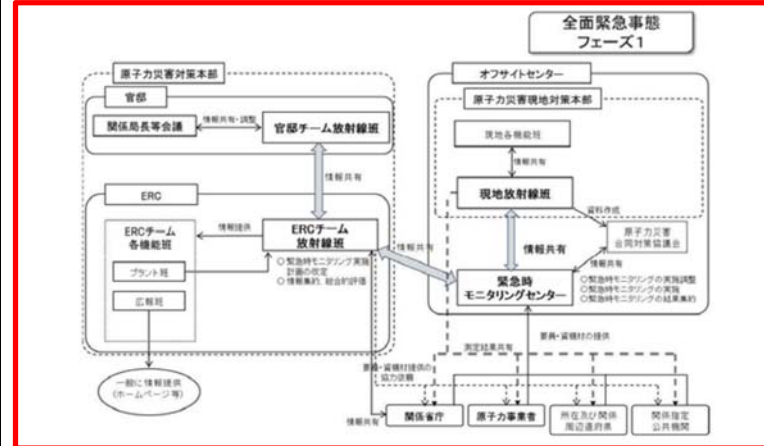 全面緊急事態
フェーズ1
原子力災害対策本部
官邸
関係局長等会議
情報共有・調整
官邸チーム放射線班
情報共有
ERC
ERCチーム
各機能班
プラント班
広報班
情報提供
ERCチーム
放射線班
○緊急時モニタリング実施
計画の改定
○情報集約、総合的評価
一般に情報提供
(ホームページ等)
オフサイトセンター
原子力災害現地対策本部
現地各機能班
情報共有
現地放射線班
資料作成
原子力災害
合同対策協議会
情報共有
情報共有
情報共有
緊急時
モニタリングセンター
○緊急時モニタリングの実施調整
○緊急時モニタリングの実施
○緊急時モニタリングの結果集約
要員・資機材の提供
測定結果共有
要員・資機材提供の
協力依頼
情報共有
関係省庁
原子力事業者
所在及び関係
周辺道府県
関係指定
公共機関